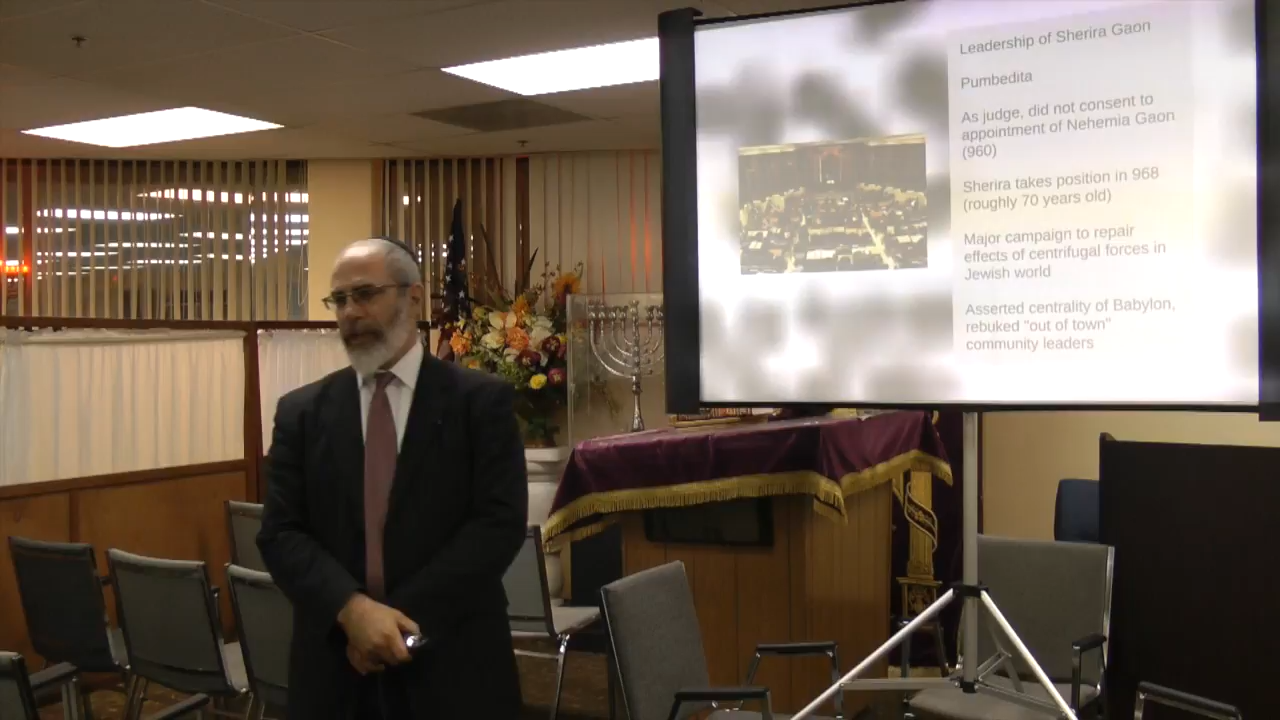 Leadership of Sherira Gaon
Pumbedita
As judge, did not consent to
appointment of Nehemia Gaon
(960)
Sherira takes position in 968
(roughly 70 years old)
Major campaign to repair
effects of centrifugal forces in
Jewish world
Asserted centrality of Babylon,
rebuked "out of town"
community leaders